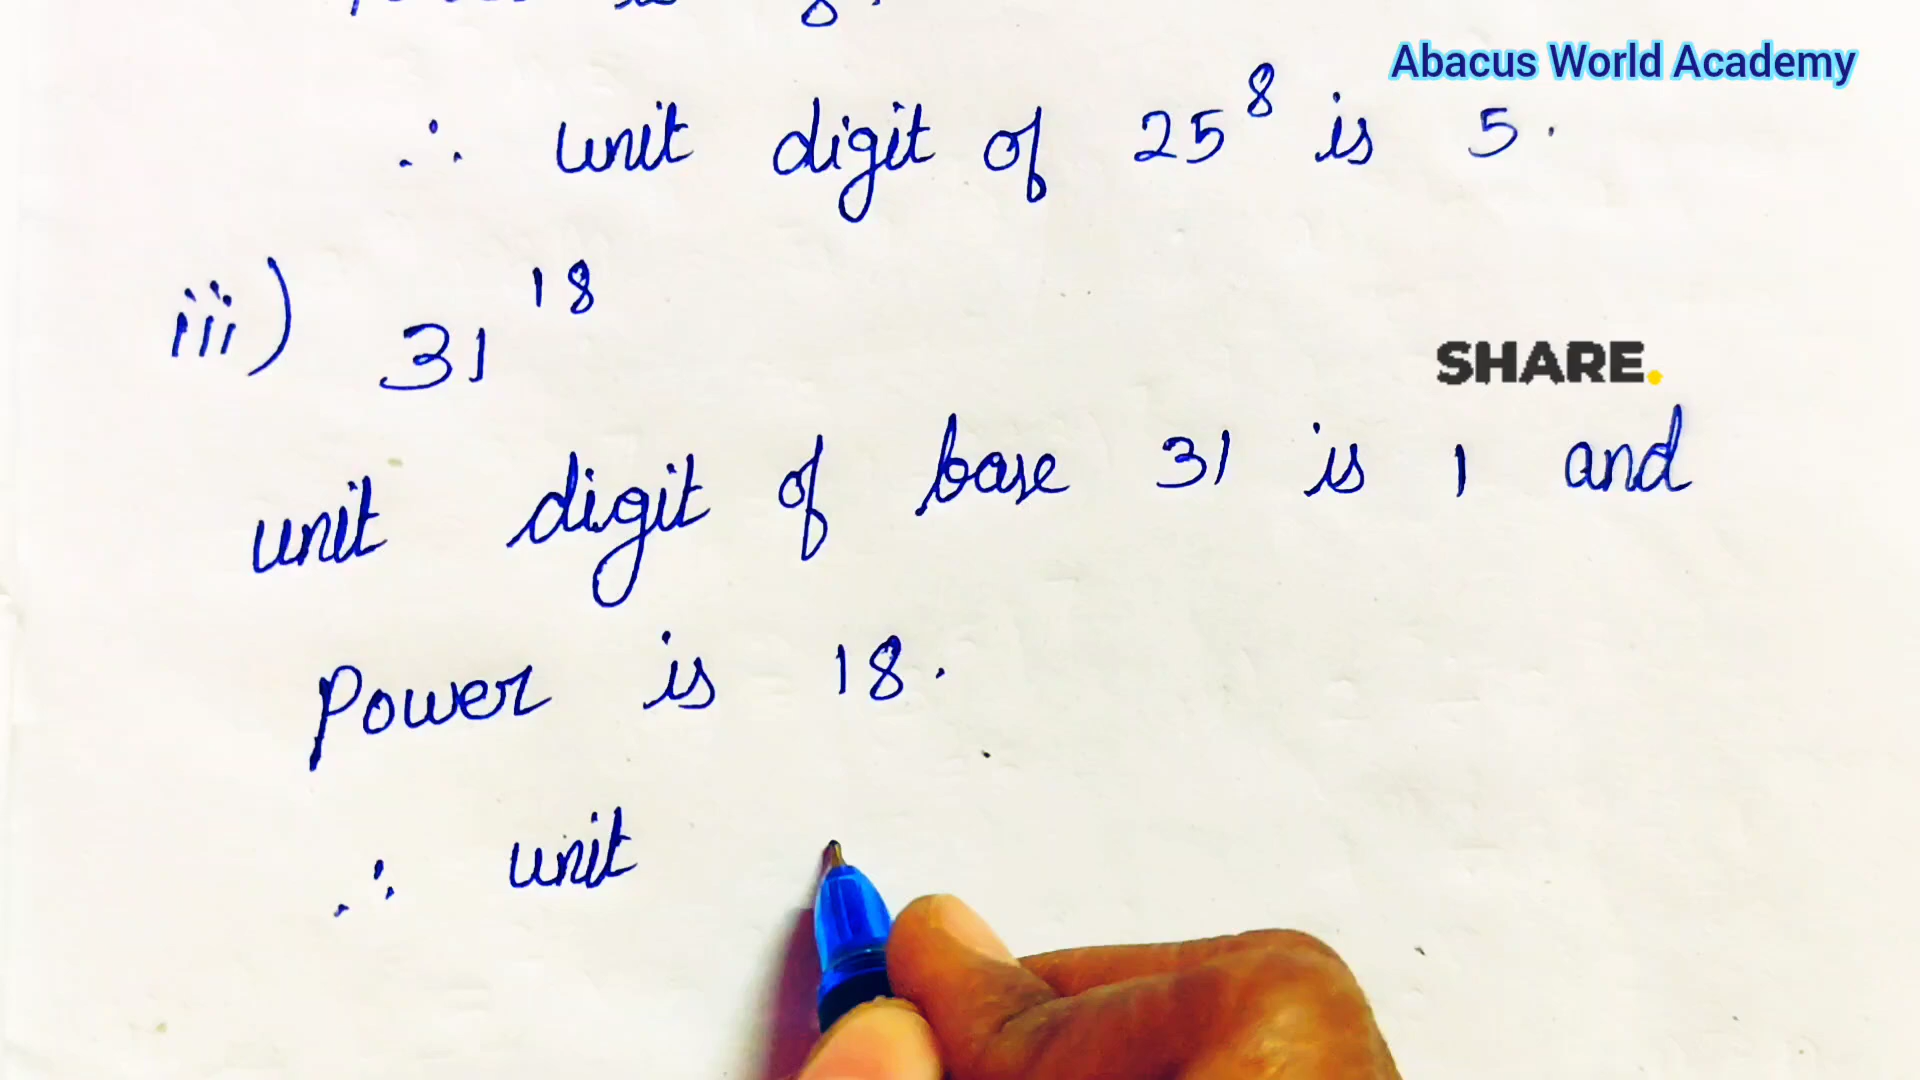 Abacus World Academy
∴ unit digit of 25⁸ is 5.
iii) 31¹⁸
SHARE.
unit digit of base 31 is 1 and
Power is 18.
∴ unit